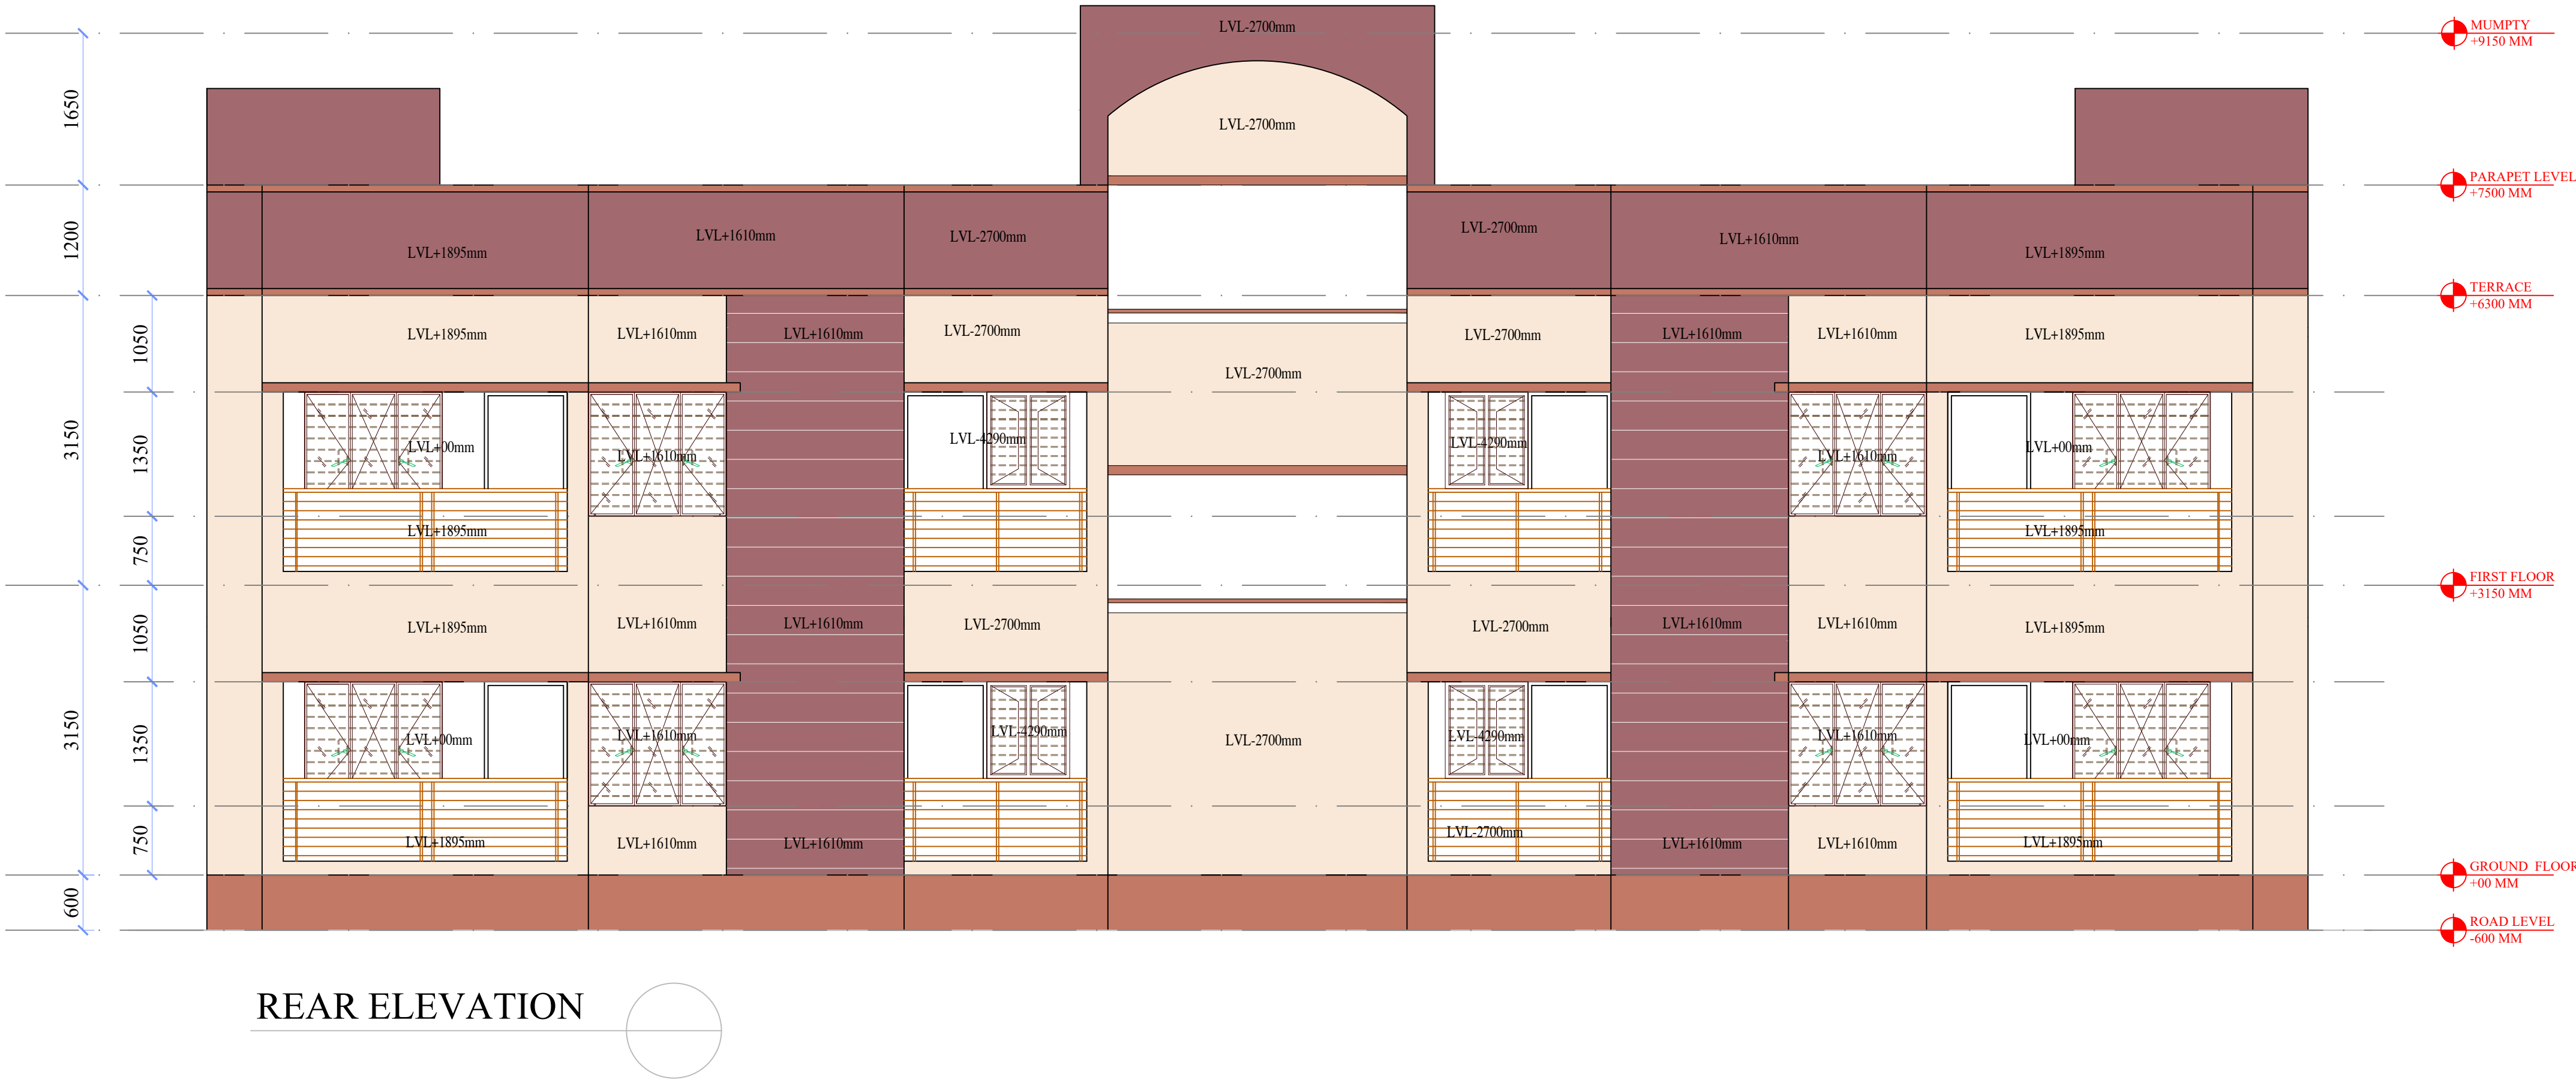 LVL-2700mm
MUMPTY
+9150 MM
1650
LVL-2700mm
PARAPET LEVEL
+7500 MM
1200
LVL+1895mm
LVL+1610mm
LVL-2700mm
LVL-2700mm
LVL+1610mm
LVL+1895mm
TERRACE
+6300 MM
1050
LVL+1895mm
LVL+1610mm
LVL+1610mm
LVL-2700mm
LVL-2700mm
LVL-2700mm
LVL+1610mm
LVL+1610mm
LVL+1895mm
3150
1350
LVL+00mm
LVL+1610mm
LVL-4290mm
LVL-4290mm
LVL+1610mm
LVL+00mm
750
LVL+1895mm
LVL+1895mm
FIRST FLOOR
+3150 MM
1050
LVL+1895mm
LVL+1610mm
LVL+1610mm
LVL-2700mm
LVL-2700mm
LVL+1610mm
LVL+1610mm
LVL+1895mm
3150
1350
LVL+00mm
LVL+1610mm
LVL-4290mm
LVL-2700mm
LVL-4290mm
LVL+1610mm
LVL+00mm
750
LVL+1895mm
LVL+1610mm
LVL+1610mm
LVL-2700mm
LVL+1610mm
LVL+1610mm
LVL+1895mm
GROUND FLOOR
+00 MM
600
ROAD LEVEL
-600 MM
REAR ELEVATION